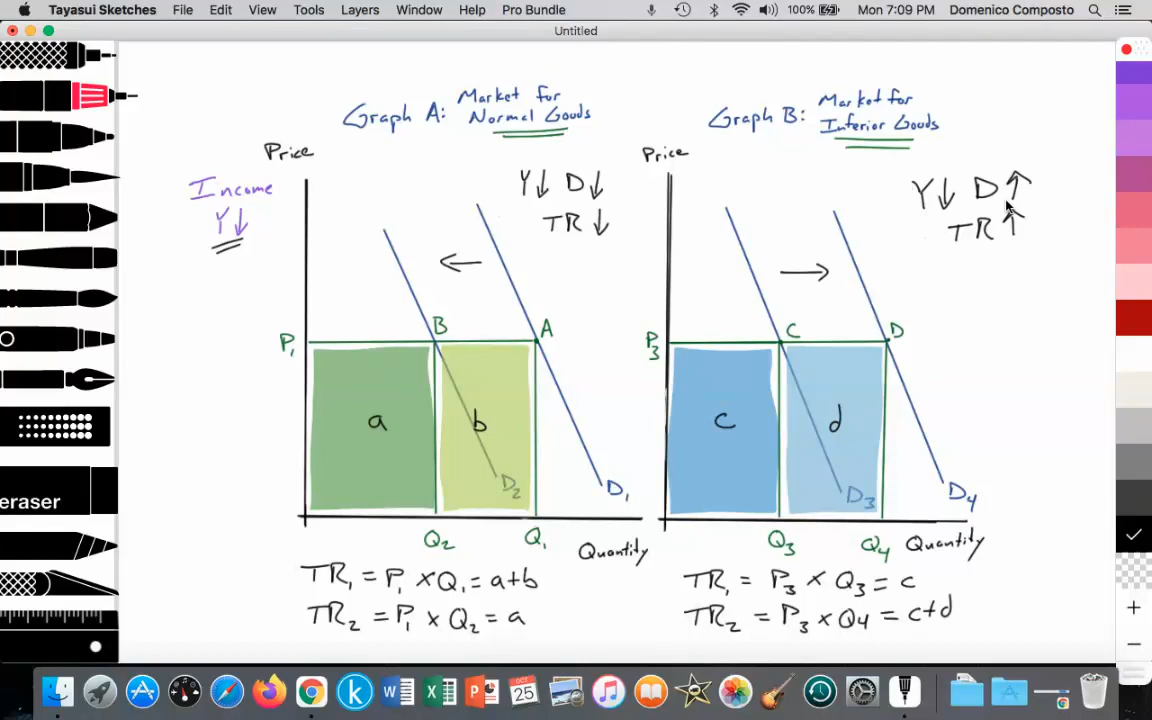 Tayasui Sketches File Edit View Tools Layers Window Help Pro Bundle 100% Mon 7:09 PM Domenico Composto
Untitled
Graph A: Market for
Normal Goods
Graph B: Market for
Inferior Goods
Price
Price
Income
Y↓
Y↓ D↓
TR↓
Y↓ D↑
TR↑
←
→
B
A
C
D
P₁
P₃
a
b
c
d
D₂
D₁
D₃
D₄
Q₂
Q₁
Quantity
Q₃
Q₄
Quantity
TR₁ = P₁ × Q₁ = a+b
TR₂ = P₁ × Q₂ = a
TR₁ = P₃ × Q₃ = c
TR₂ = P₃ × Q₄ = c+d
eraser
OCT
25